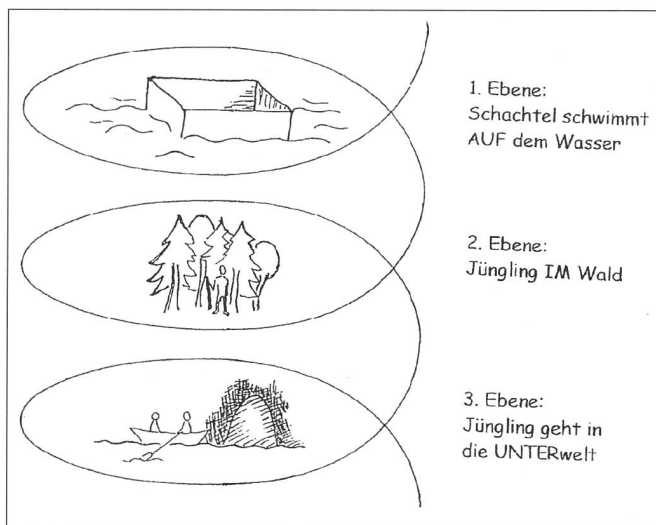 1. Ebene:
Schachtel schwimmt
AUF dem Wasser
2. Ebene:
Jüngling IM Wald
3. Ebene:
Jüngling geht in
die UNTERwelt